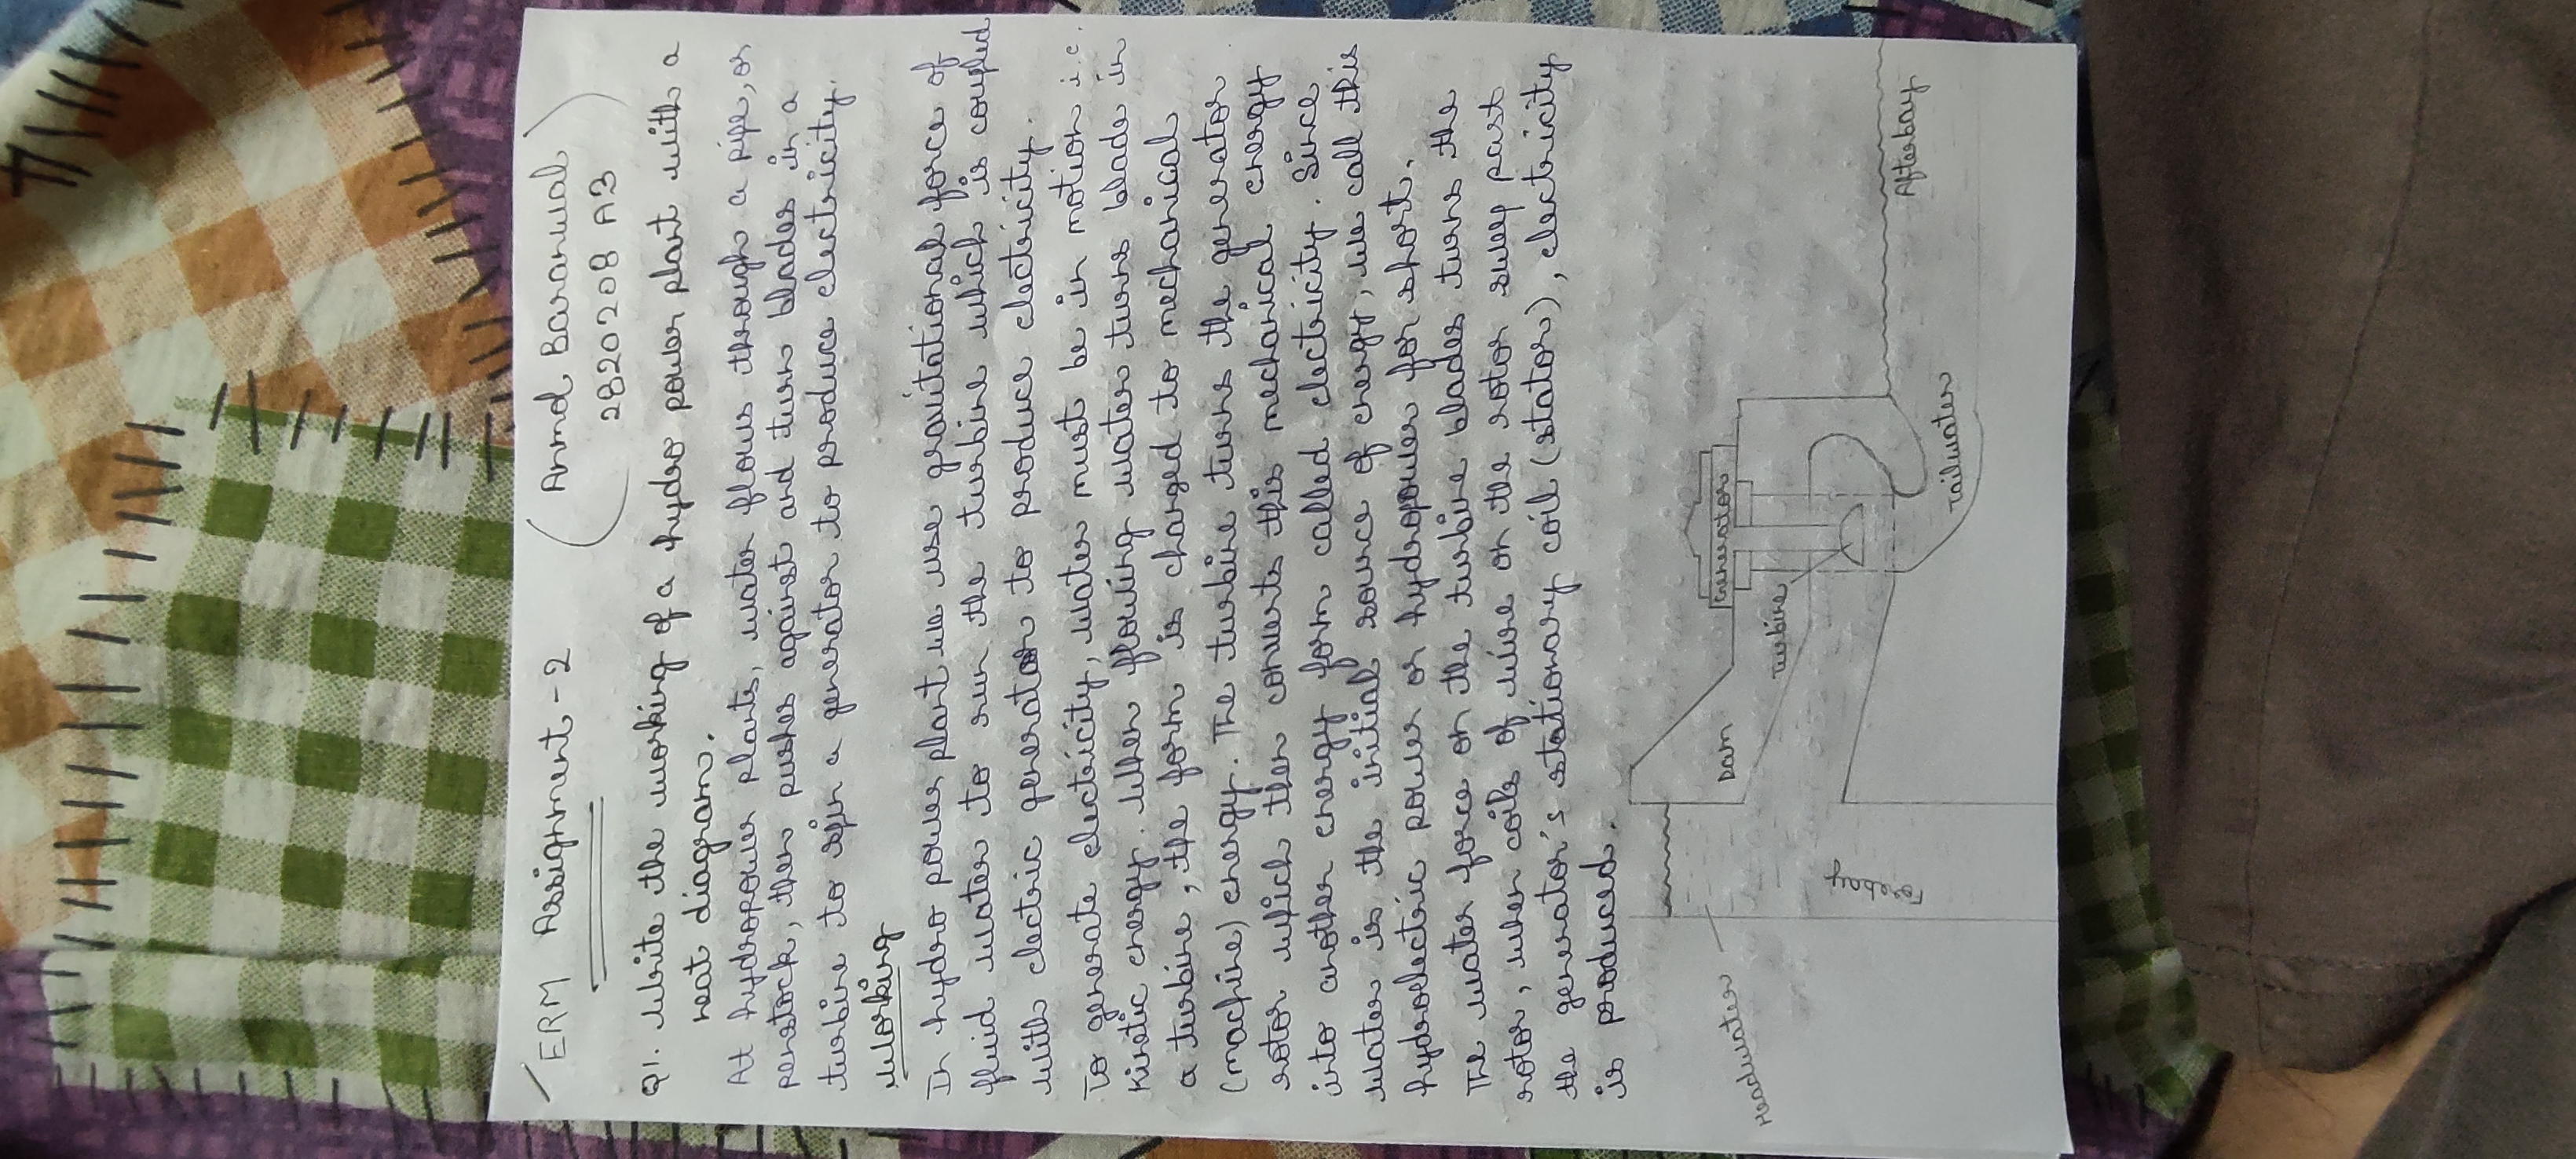 ERM Assignment - 2
(Anmol Baranwal
2820208 A3)
Q1. Write the working of a hydro power plant with a
neat diagram.
At hydropower plants, water flows through a pipe, or
penstock, then pushes against and turn blades in a
turbine to spin a generator to produce electricity.
Working
In hydro power plant we use gravitational force of
fluid water to run the turbine which is coupled
with electric generator to produce electricity.
To generate electricity, water must be in motion i.e.
kinetic energy. When flowing water turns blade in
a turbine, the form is changed to mechanical
(machine) energy. The turbine turns the generator
rotor which then converts this mechanical energy
into another energy form called electricity. Since
water is the initial source of energy, we call this
hydroelectric power or hydropower for short.
The water force on the turbine blades turns the
rotor, when coils of wire on the rotor sweep past
the generator's stationary coil (stator), electricity
is produced.
Headwater
Dam
Generator
Turbine
Forebay
Afterbay
Tailwater